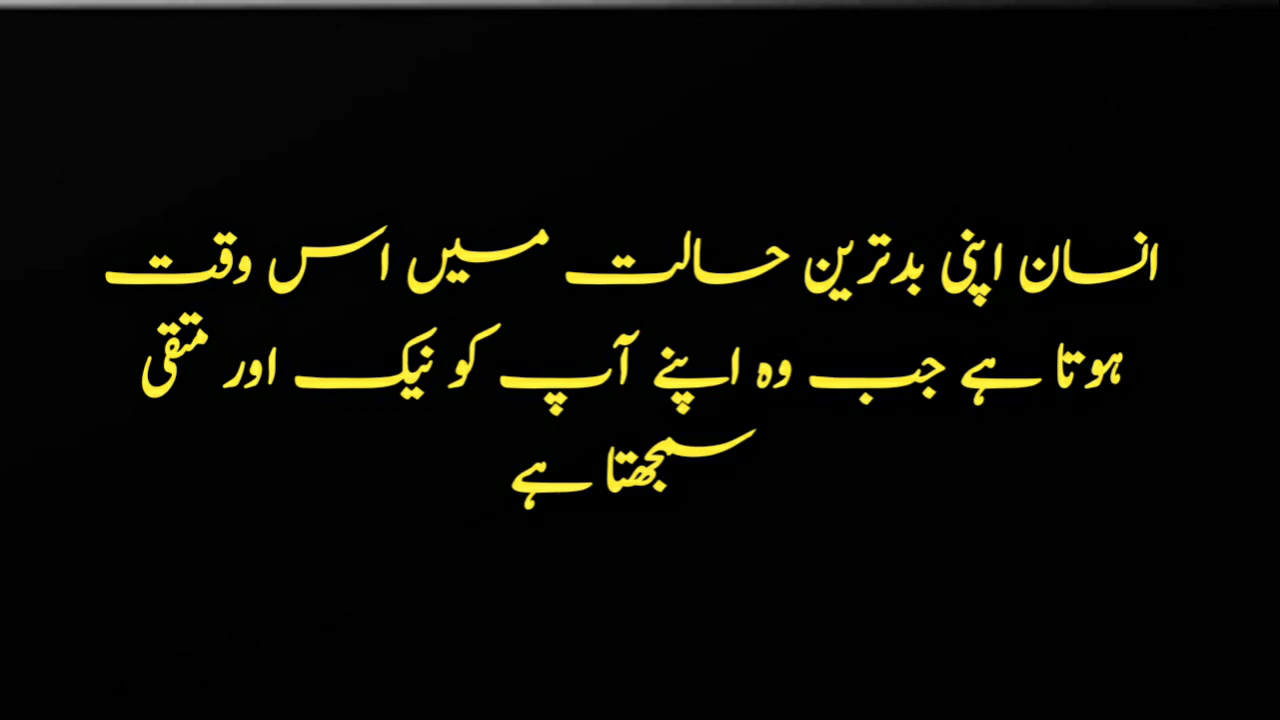 انسان اپنی بدترین حالت میں اس وقت
ہوتا ہے جب وہ اپنے آپ کو نیک اور متقی
سمجھتا ہے